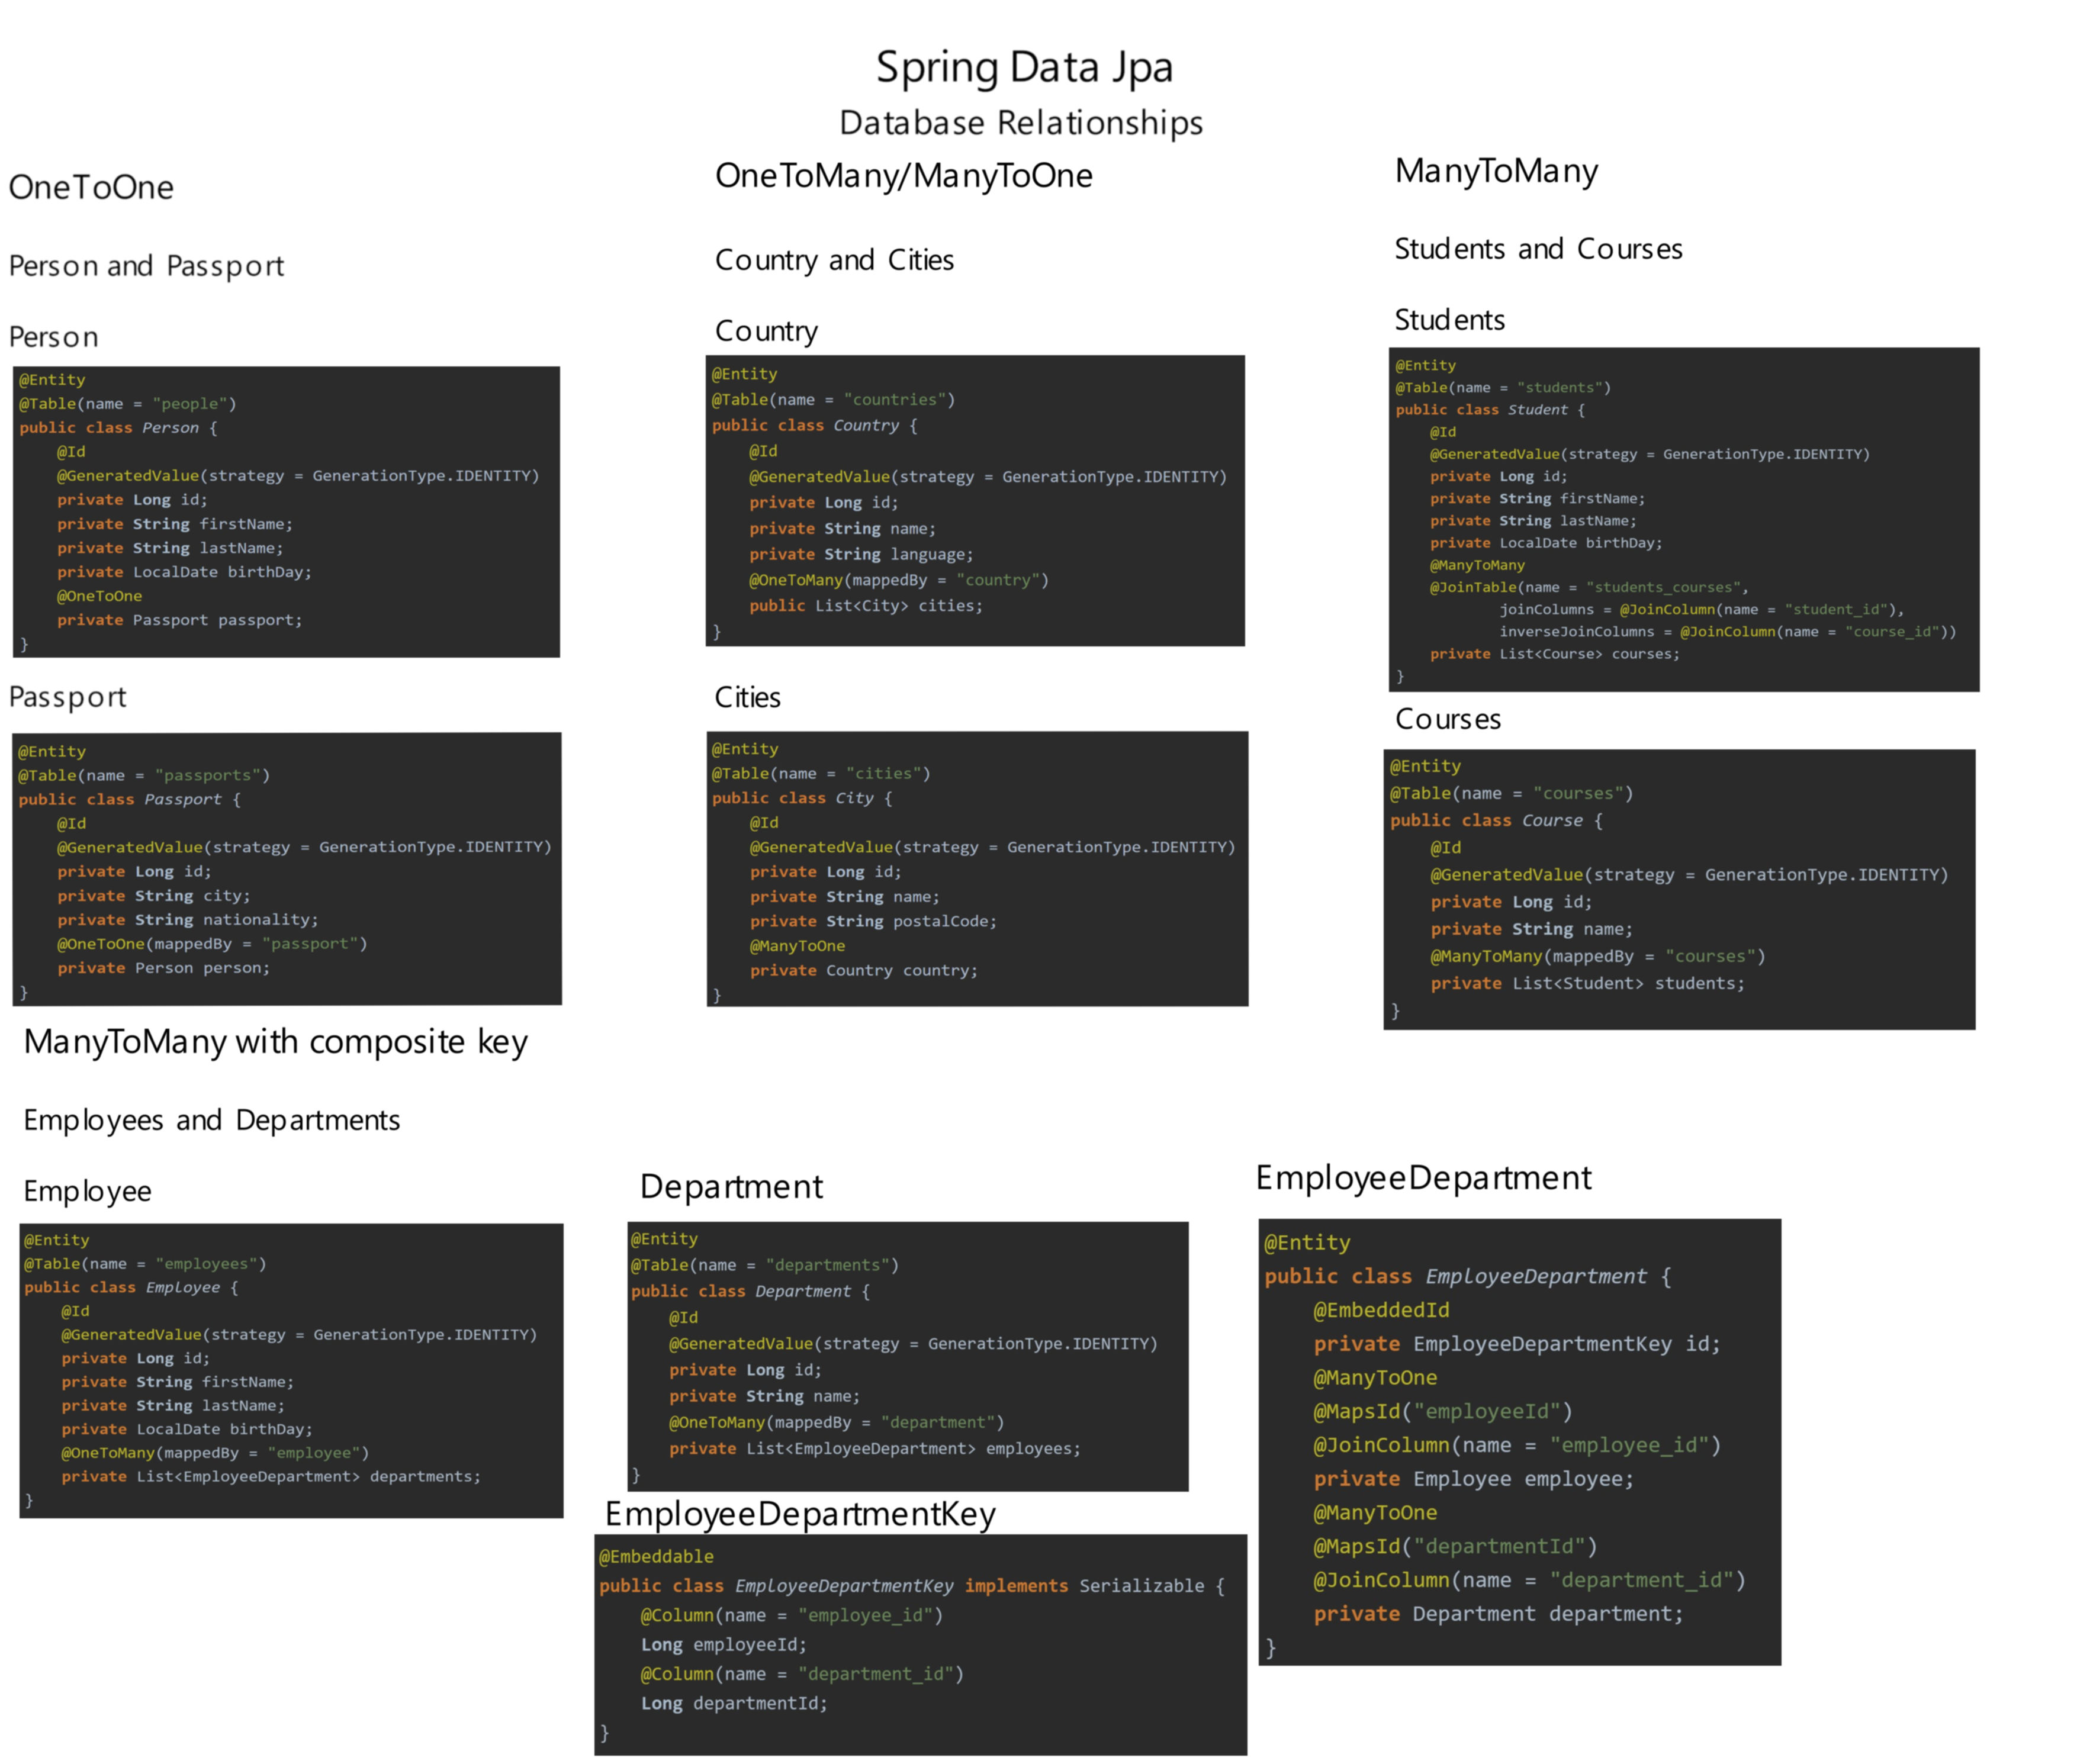 Spring Data Jpa
Database Relationships
OneToOne
Person and Passport
Person
@Entity
@Table(name = "people")
public class Person {
    @Id
    @GeneratedValue(strategy = GenerationType.IDENTITY)
    private Long id;
    private String firstName;
    private String lastName;
    private LocalDate birthDay;
    @OneToOne
    private Passport passport;
}
Passport
@Entity
@Table(name = "passports")
public class Passport {
    @Id
    @GeneratedValue(strategy = GenerationType.IDENTITY)
    private Long id;
    private String city;
    private String nationality;
    @OneToOne(mappedBy = "passport")
    private Person person;
}
OneToMany/ManyToOne
Country and Cities
Country
@Entity
@Table(name = "countries")
public class Country {
    @Id
    @GeneratedValue(strategy = GenerationType.IDENTITY)
    private Long id;
    private String name;
    private String language;
    @OneToMany(mappedBy = "country")
    public List<City> cities;
}
Cities
@Entity
@Table(name = "cities")
public class City {
    @Id
    @GeneratedValue(strategy = GenerationType.IDENTITY)
    private Long id;
    private String name;
    private String postalCode;
    @ManyToOne
    private Country country;
}
ManyToMany
Students and Courses
Students
@Entity
@Table(name = "students")
public class Student {
    @Id
    @GeneratedValue(strategy = GenerationType.IDENTITY)
    private Long id;
    private String firstName;
    private String lastName;
    private LocalDate birthDay;
    @ManyToMany
    @JoinTable(name = "students_courses",
            joinColumns = @JoinColumn(name = "student_id"),
            inverseJoinColumns = @JoinColumn(name = "course_id"))
    private List<Course> courses;
}
Courses
@Entity
@Table(name = "courses")
public class Course {
    @Id
    @GeneratedValue(strategy = GenerationType.IDENTITY)
    private Long id;
    private String name;
    @ManyToMany(mappedBy = "courses")
    private List<Student> students;
}
ManyToMany with composite key
Employees and Departments
Employee
@Entity
@Table(name = "employees")
public class Employee {
    @Id
    @GeneratedValue(strategy = GenerationType.IDENTITY)
    private Long id;
    private String firstName;
    private String lastName;
    private LocalDate birthDay;
    @OneToMany(mappedBy = "employee")
    private List<EmployeeDepartment> departments;
}
Department
@Entity
@Table(name = "departments")
public class Department {
    @Id
    @GeneratedValue(strategy = GenerationType.IDENTITY)
    private Long id;
    private String name;
    @OneToMany(mappedBy = "department")
    private List<EmployeeDepartment> employees;
}
EmployeeDepartmentKey
@Embeddable
public class EmployeeDepartmentKey implements Serializable {
    @Column(name = "employee_id")
    Long employeeId;
    @Column(name = "department_id")
    Long departmentId;
}
EmployeeDepartment
@Entity
public class EmployeeDepartment {
    @EmbeddedId
    private EmployeeDepartmentKey id;
    @ManyToOne
    @MapsId("employeeId")
    @JoinColumn(name = "employee_id")
    private Employee employee;
    @ManyToOne
    @MapsId("departmentId")
    @JoinColumn(name = "department_id")
    private Department department;
}